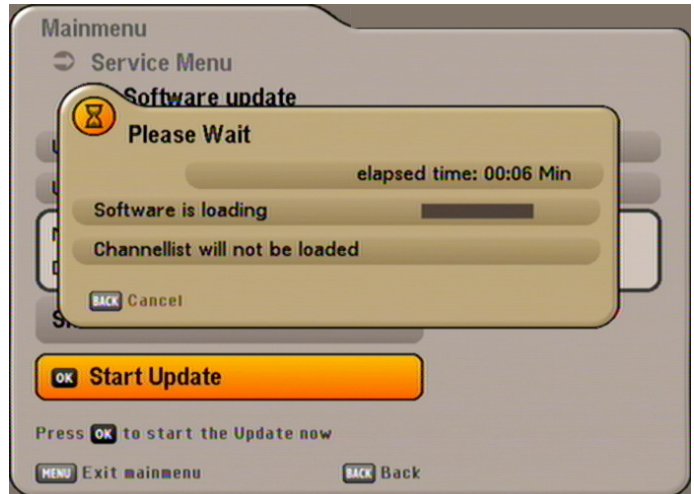 Mainmenu
Service Menu
Software update
Please Wait
elapsed time: 00:06 Min
Software is loading
Channellist will not be loaded
BACK Cancel
OK Start Update
Press OK to start the Update now
MENU Exit mainmenu BACK Back